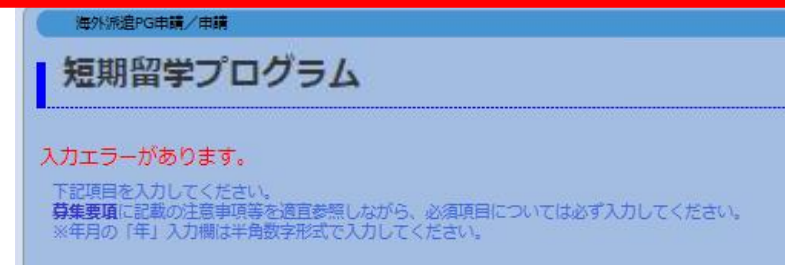 海外派遣PG申請／申請
短期留学プログラム
入力エラーがあります。
下記項目を入力してください。
募集要項に記載の注意事項等を適宜参照しながら、必須項目については必ず入力してください。
※年月の「年」入力欄は半角数字形式で入力してください。